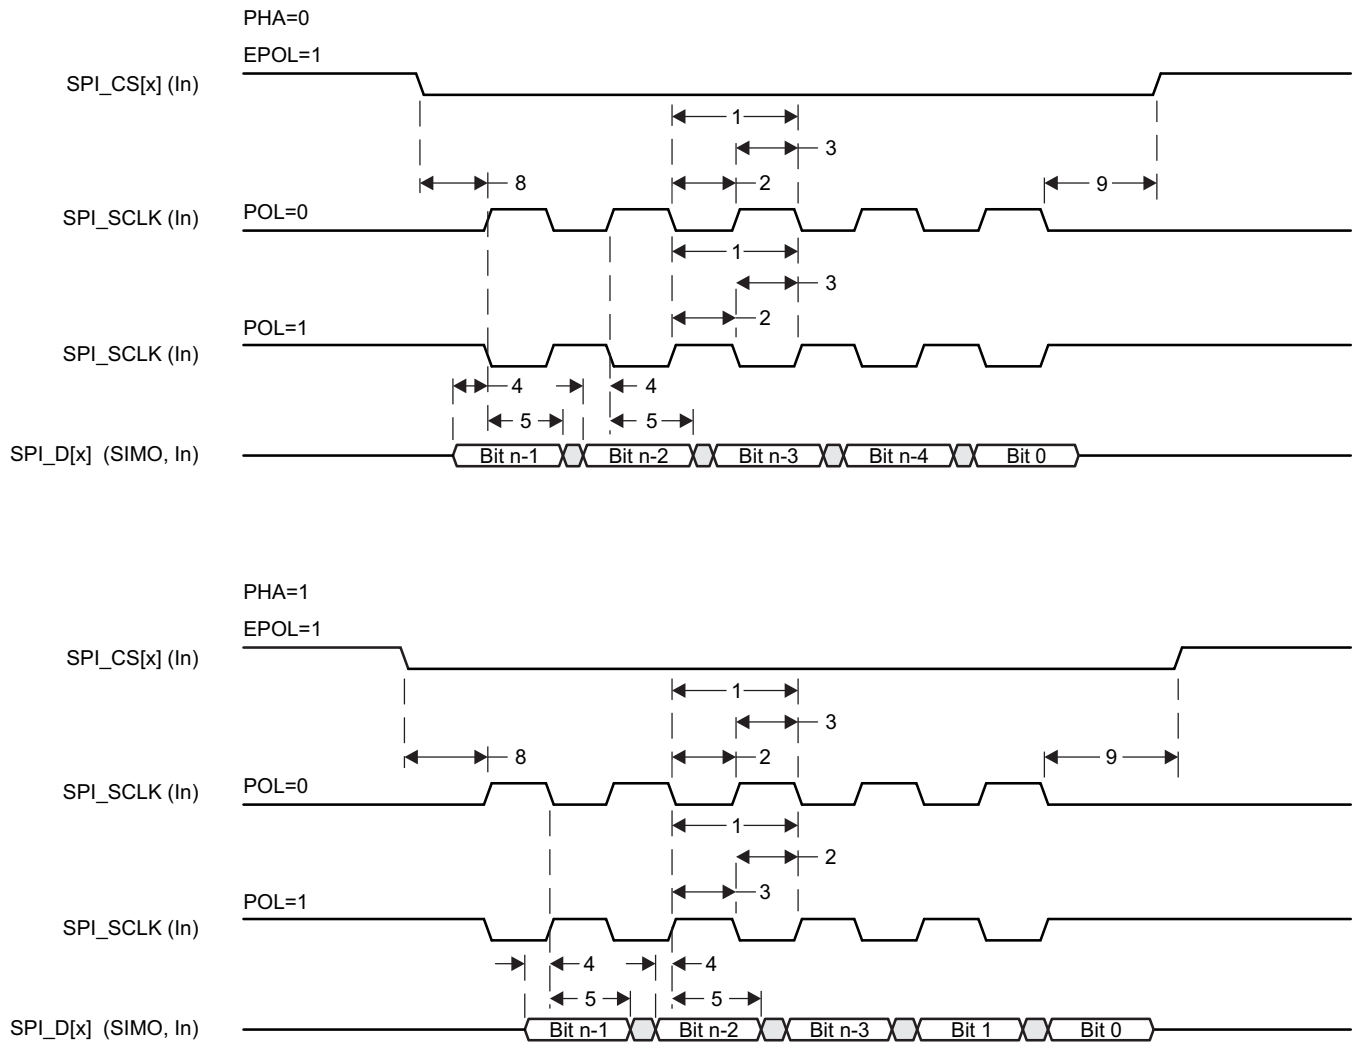 PHA=0
EPOL=1
SPI_CS[x] (In)
1
3
8
2
9
SPI_SCLK (In)
POL=0
1
3
2
POL=1
SPI_SCLK (In)
4
4
5
5
SPI_D[x] (SIMO, In)
Bit n-1
Bit n-2
Bit n-3
Bit n-4
Bit 0
PHA=1
EPOL=1
SPI_CS[x] (In)
1
3
8
2
9
SPI_SCLK (In)
POL=0
1
2
3
POL=1
SPI_SCLK (In)
4
4
5
5
SPI_D[x] (SIMO, In)
Bit n-1
Bit n-2
Bit n-3
Bit 1
Bit 0